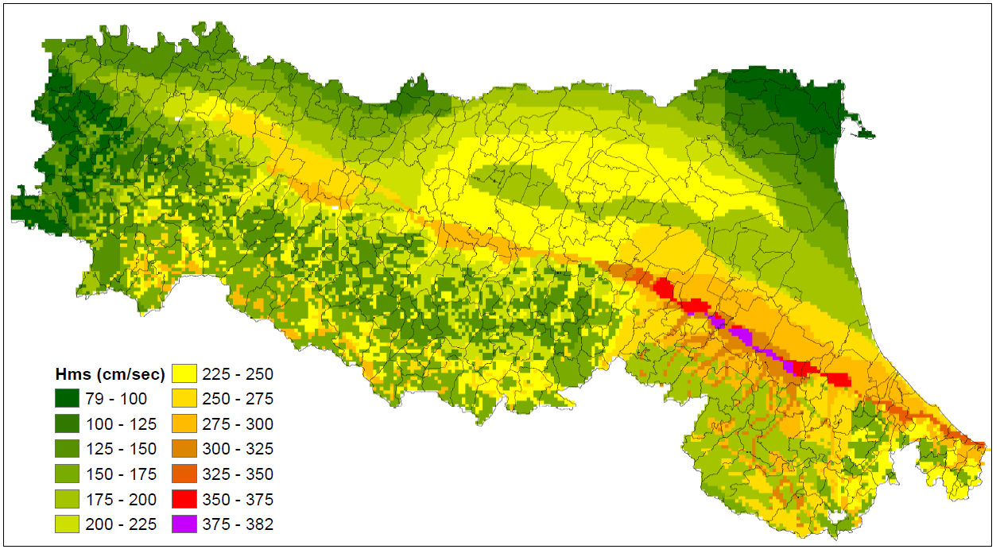 Hms (cm/sec)
79 - 100
100 - 125
125 - 150
150 - 175
175 - 200
200 - 225
225 - 250
250 - 275
275 - 300
300 - 325
325 - 350
350 - 375
375 - 382